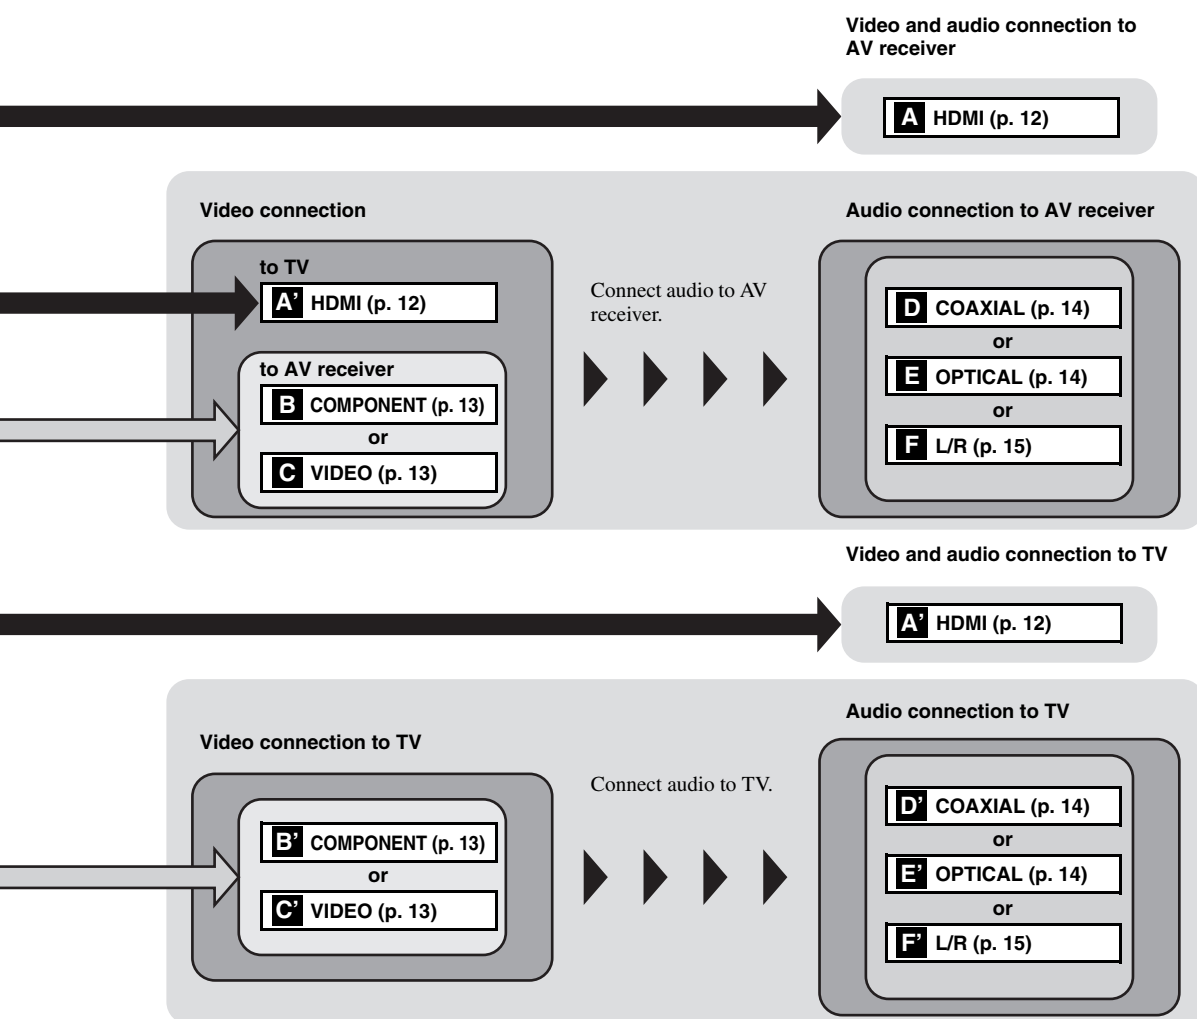 Video and audio connection to
AV receiver
A HDMI (p. 12)
Video connection
Audio connection to AV receiver
to TV
A’ HDMI (p. 12)
to AV receiver
B COMPONENT (p. 13)
or
C VIDEO (p. 13)
Connect audio to AV
receiver.
D COAXIAL (p. 14)
or
E OPTICAL (p. 14)
or
F L/R (p. 15)
Video and audio connection to TV
A’ HDMI (p. 12)
Video connection to TV
Audio connection to TV
B’ COMPONENT (p. 13)
or
C’ VIDEO (p. 13)
Connect audio to TV.
D’ COAXIAL (p. 14)
or
E’ OPTICAL (p. 14)
or
F’ L/R (p. 15)